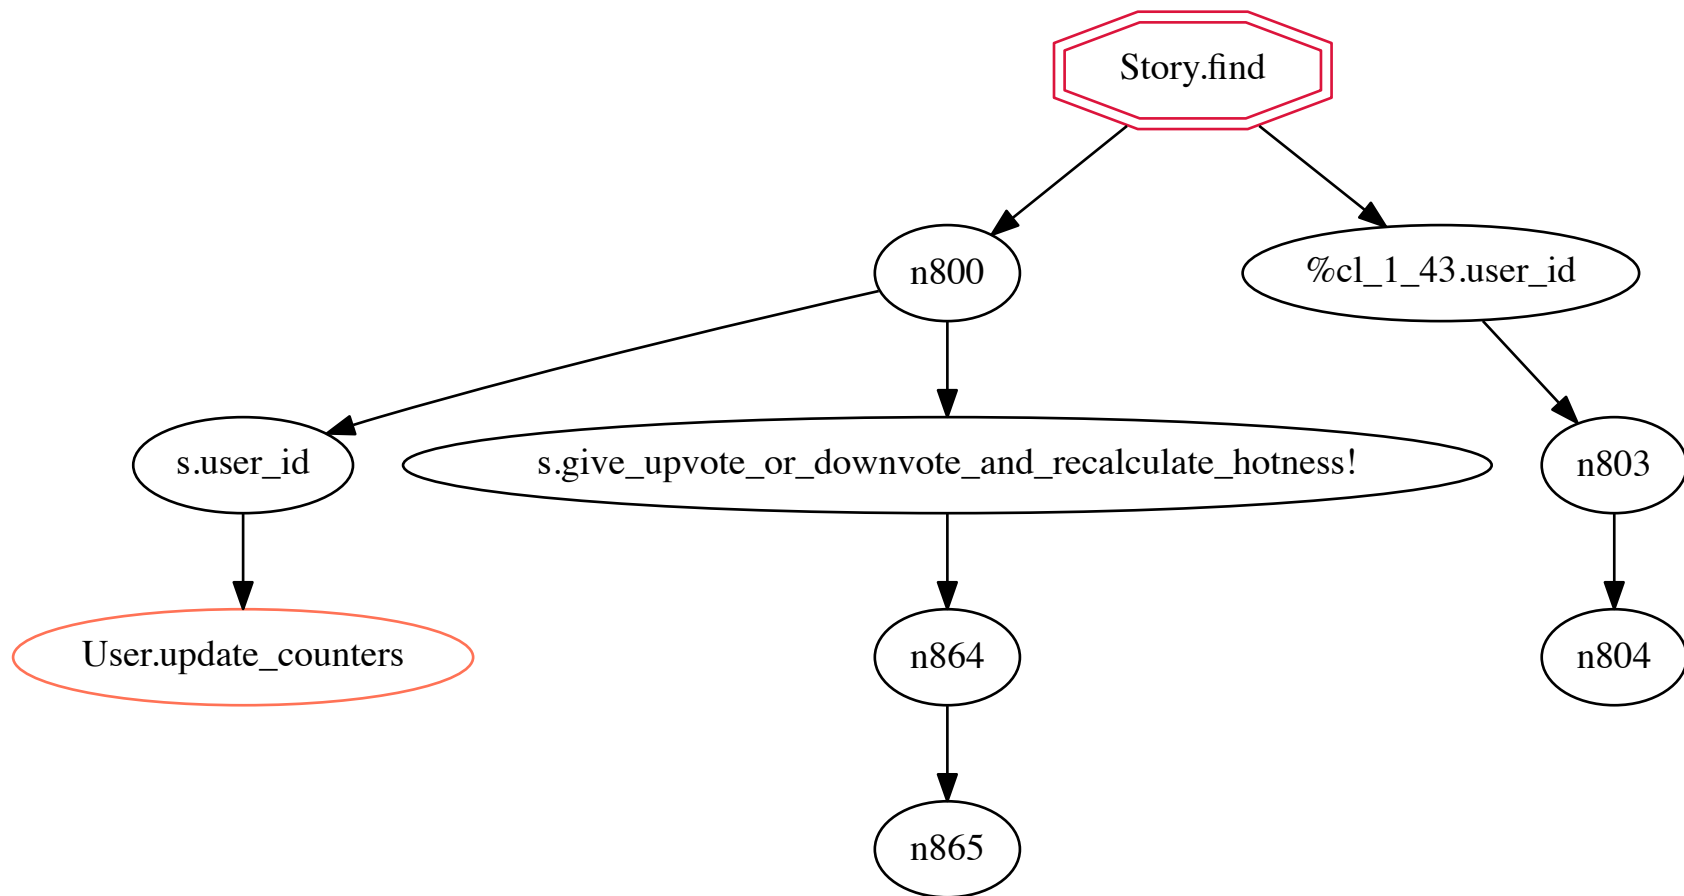 Story.find
n800
%cl_1_43.user_id
s.user_id
s.give_upvote_or_downvote_and_recalculate_hotness!
n803
User.update_counters
n864
n804
n865